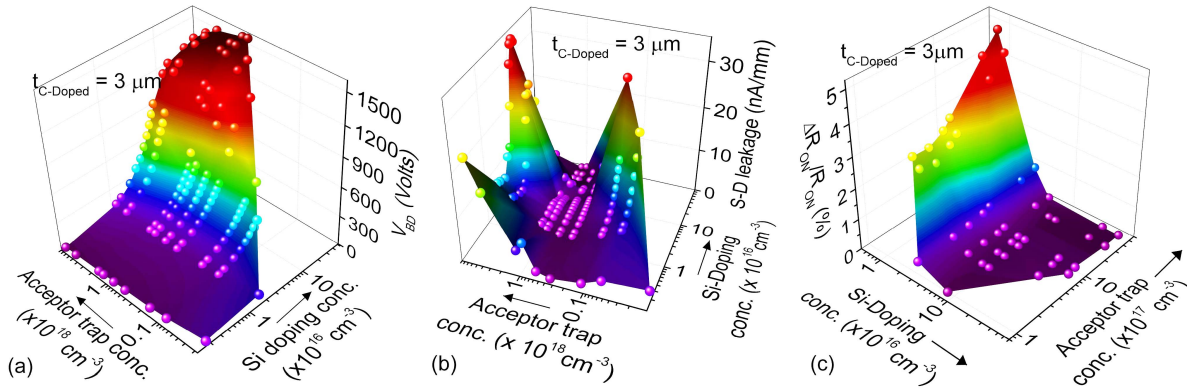 t_C-Doped = 3 μm
1500
1200
900
600
300
0
V_BD (Volts)
1
0.1
Acceptor trap conc.
(x10^18 cm^-3)
1
10
Si doping conc.
(x10^16 cm^-3)
(a)
t_C-Doped = 3 μm
30
20
10
0
S-D leakage (nA/mm)
10
1
Si-Doping
conc. (x 10^16 cm^-3)
1
0.1
Acceptor trap
conc. (x 10^18 cm^-3)
(b)
t_C-Doped = 3μm
5
4
3
2
1
0
ΔR_ON/R_ON (%)
1
10
Si-Doping
conc. (x10^16 cm^-3)
1
10
Acceptor trap
conc. (x10^17 cm^-3)
(c)